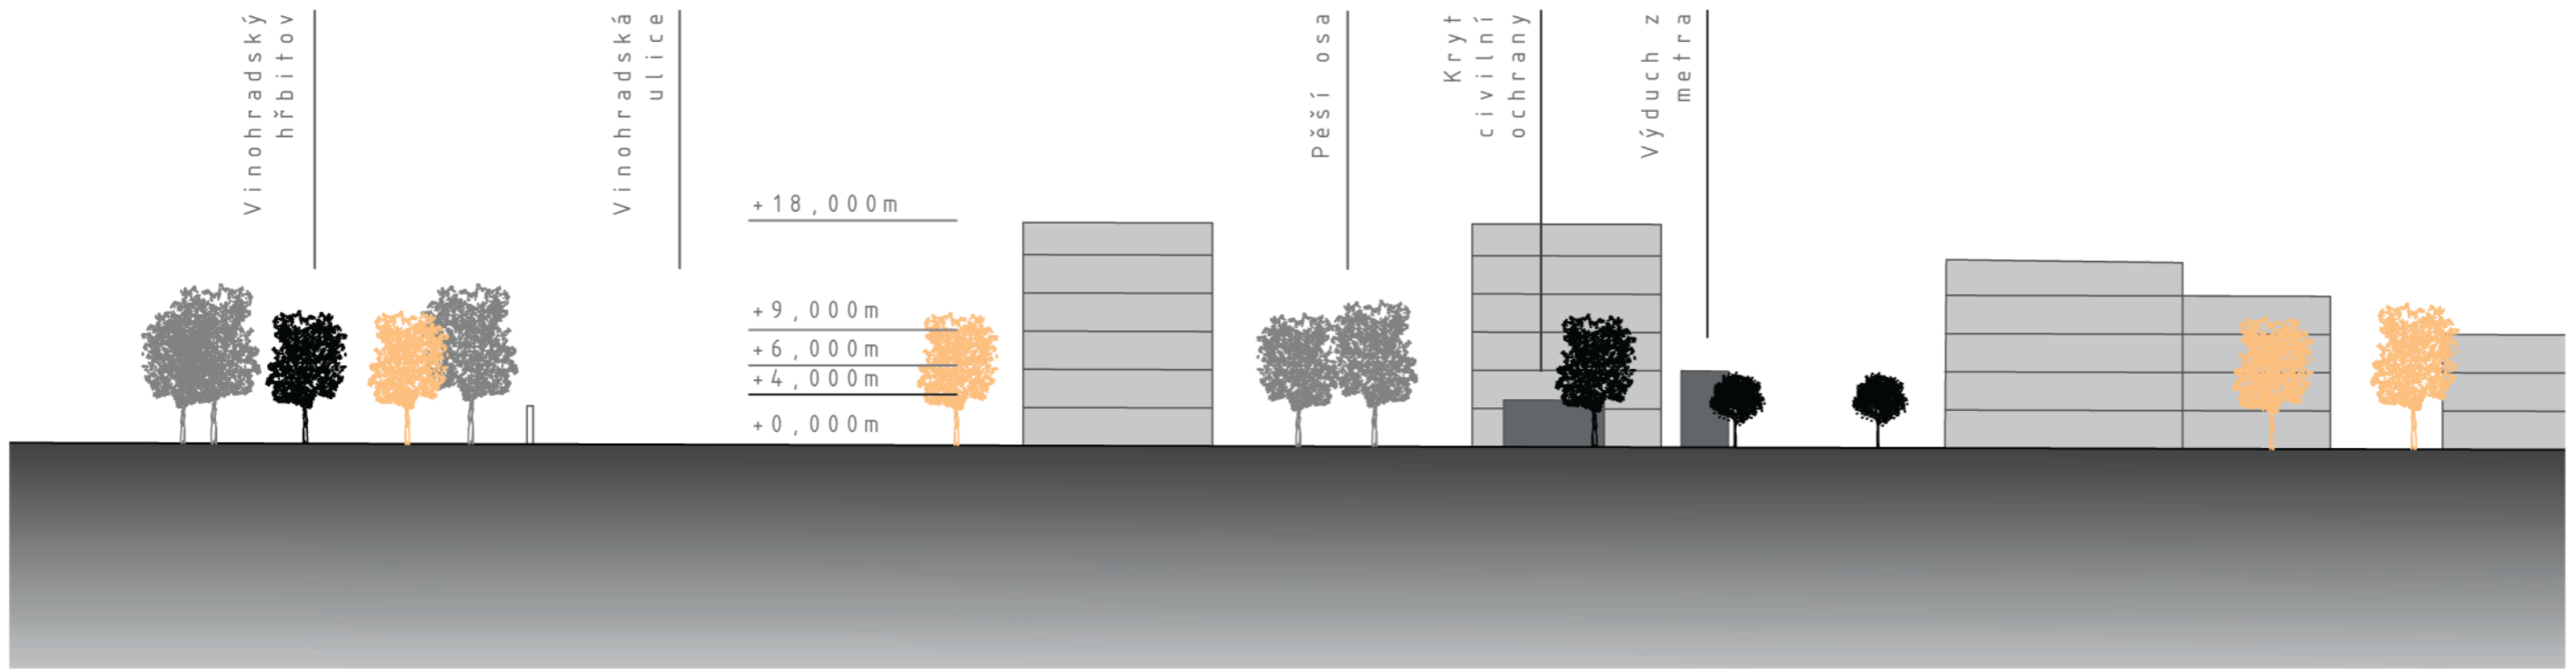 Vinohradský
hřbitov
Vinohradská
ulice
+18,000m
+9,000m
+6,000m
+4,000m
+0,000m
Pěší osa
Kryt
civilní
ochrany
Výduch z
metra